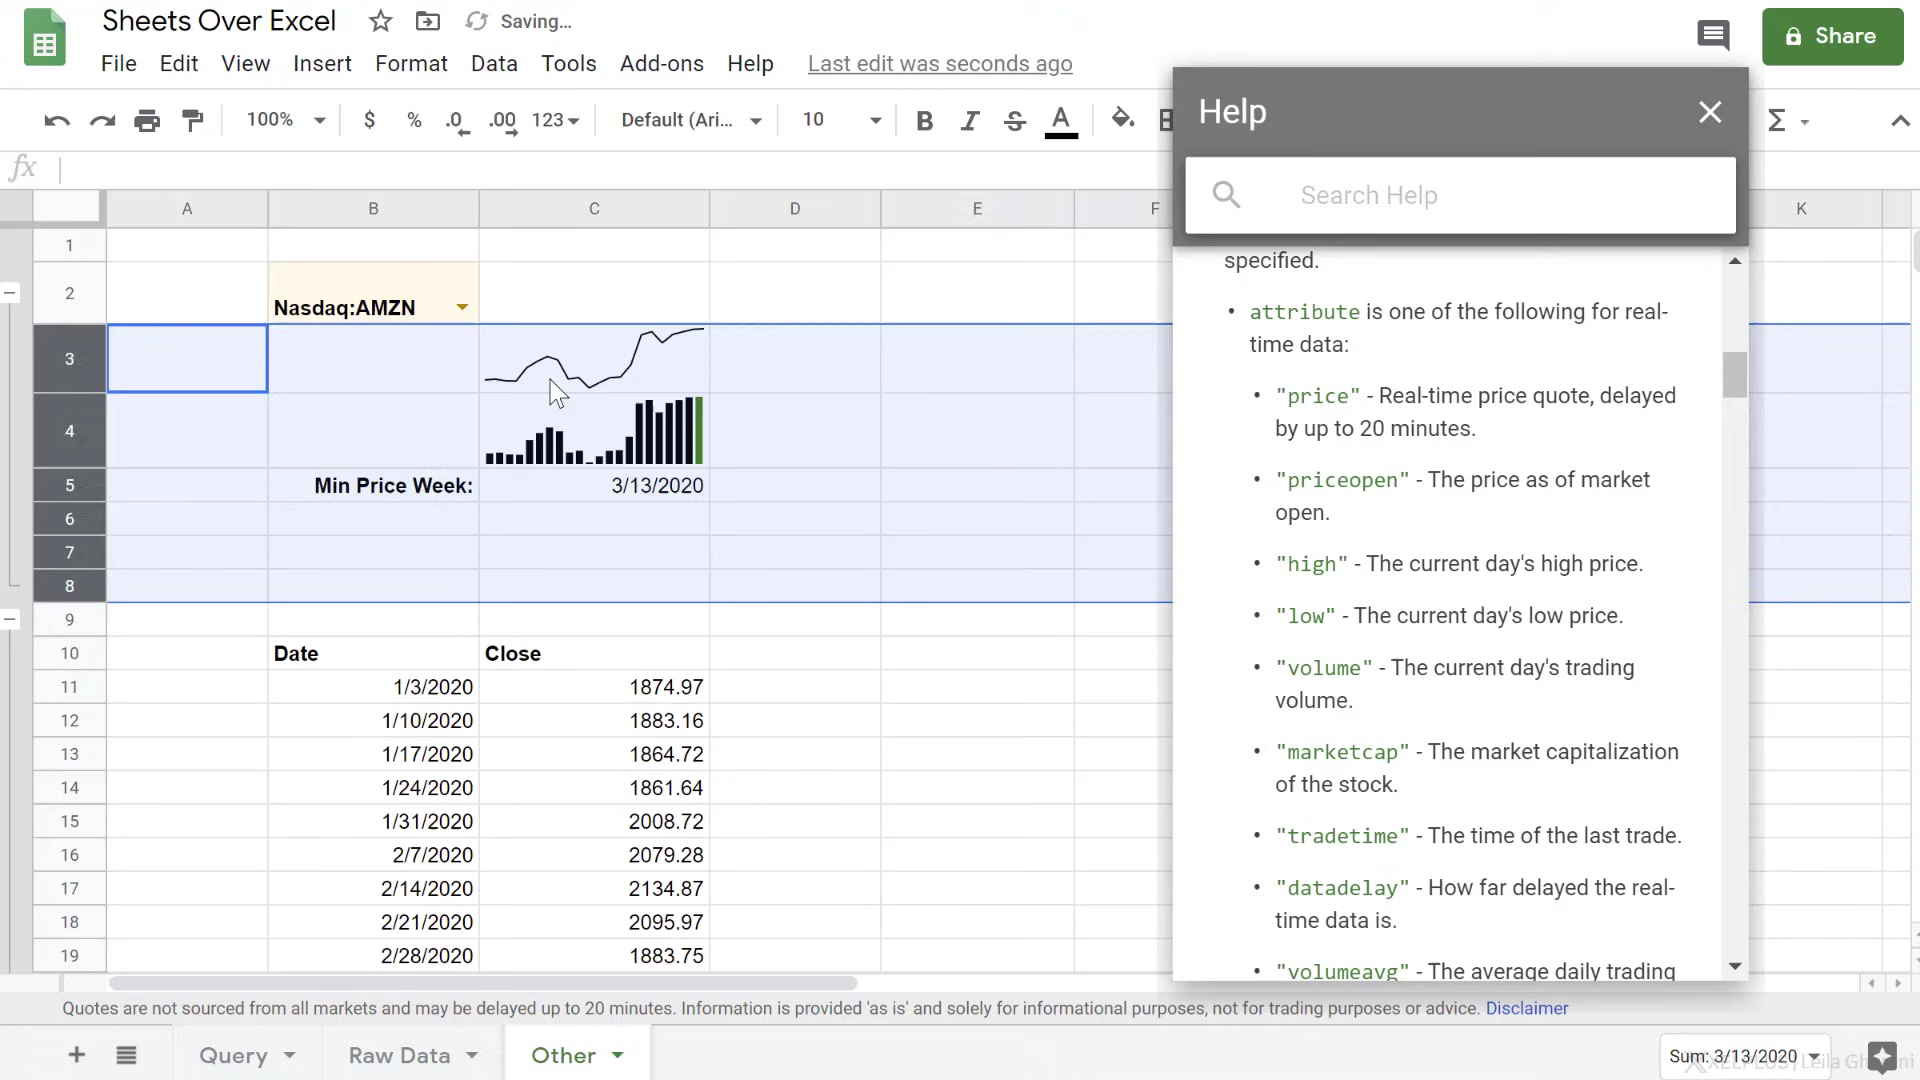 Sheets Over Excel
Saving...
File Edit View Insert Format Data Tools Add-ons Help Last edit was seconds ago
Share
100% $ % .0 .00 123 Default (Ari... 10 B I S A Σ
fx
A B C D E F K
1
2 Nasdaq:AMZN
3
4
5 Min Price Week: 3/13/2020
6
7
8
9
10 Date Close
11 1/3/2020 1874.97
12 1/10/2020 1883.16
13 1/17/2020 1864.72
14 1/24/2020 1861.64
15 1/31/2020 2008.72
16 2/7/2020 2079.28
17 2/14/2020 2134.87
18 2/21/2020 2095.97
19 2/28/2020 1883.75
Help
Search Help
specified.
• attribute is one of the following for real-
time data:
• "price" - Real-time price quote, delayed
by up to 20 minutes.
• "priceopen" - The price as of market
open.
• "high" - The current day's high price.
• "low" - The current day's low price.
• "volume" - The current day's trading
volume.
• "marketcap" - The market capitalization
of the stock.
• "tradetime" - The time of the last trade.
• "datadelay" - How far delayed the real-
time data is.
• "volumeavg" - The average daily trading
Quotes are not sourced from all markets and may be delayed up to 20 minutes. Information is provided 'as is' and solely for informational purposes, not for trading purposes or advice. Disclaimer
Query Raw Data Other
Sum: 3/13/2020